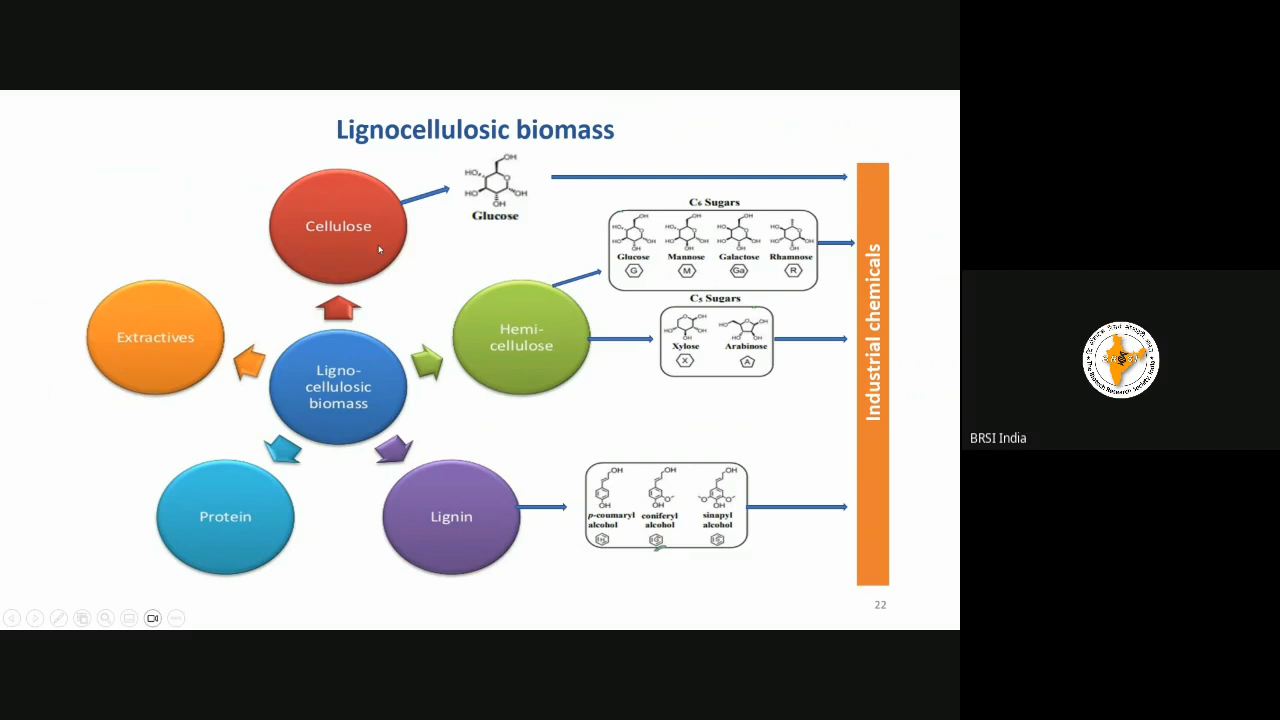 Lignocellulosic biomass
Cellulose
Glucose
C₆ Sugars
Glucose
Mannose
Galactose
Rhamnose
G
M
Ga
R
Extractives
Hemi-
cellulose
C₅ Sugars
Xylose
Arabinose
X
A
Ligno-
cellulosic
biomass
Protein
Lignin
p-coumaryl
alcohol
coniferyl
alcohol
sinapyl
alcohol
Industrial chemicals
22
BRSI India